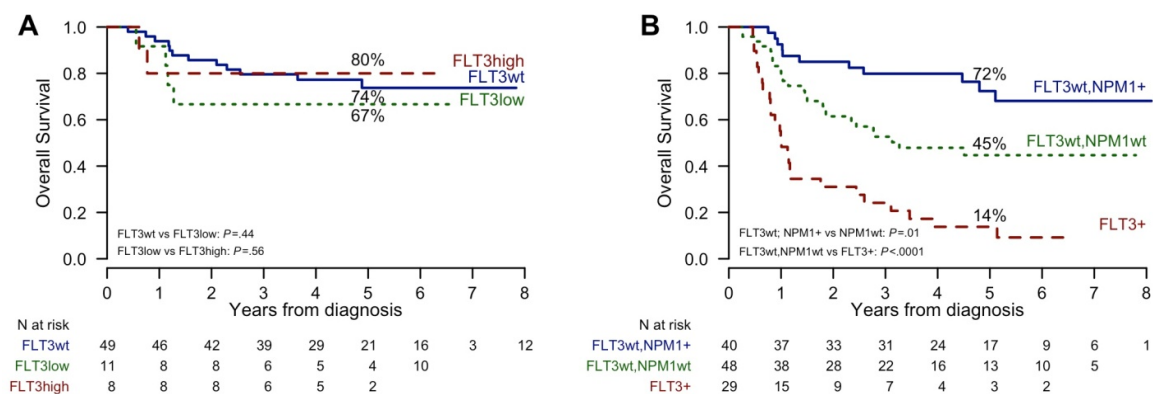 A
Overall Survival
1.0
0.8
0.6
0.4
0.2
0.0
80%
74%
67%
FLT3high
FLT3wt
FLT3low
FLT3wt vs FLT3low: P=.44
FLT3low vs FLT3high: P=.56
0 1 2 3 4 5 6 7 8
Years from diagnosis
N at risk
FLT3wt 49 46 42 39 29 21 16 3 12
FLT3low 11 8 8 6 5 4 10
FLT3high 8 8 8 6 5 2
B
Overall Survival
1.0
0.8
0.6
0.4
0.2
0.0
72%
FLT3wt,NPM1+
45%
FLT3wt,NPM1wt
14%
FLT3+
FLT3wt; NPM1+ vs NPM1wt: P=.01
FLT3wt,NPM1wt vs FLT3+: P<.0001
0 1 2 3 4 5 6 7 8
Years from diagnosis
N at risk
FLT3wt,NPM1+ 40 37 33 31 24 17 9 6 1
FLT3wt,NPM1wt 48 38 28 22 16 13 10 5
FLT3+ 29 15 9 7 4 3 2